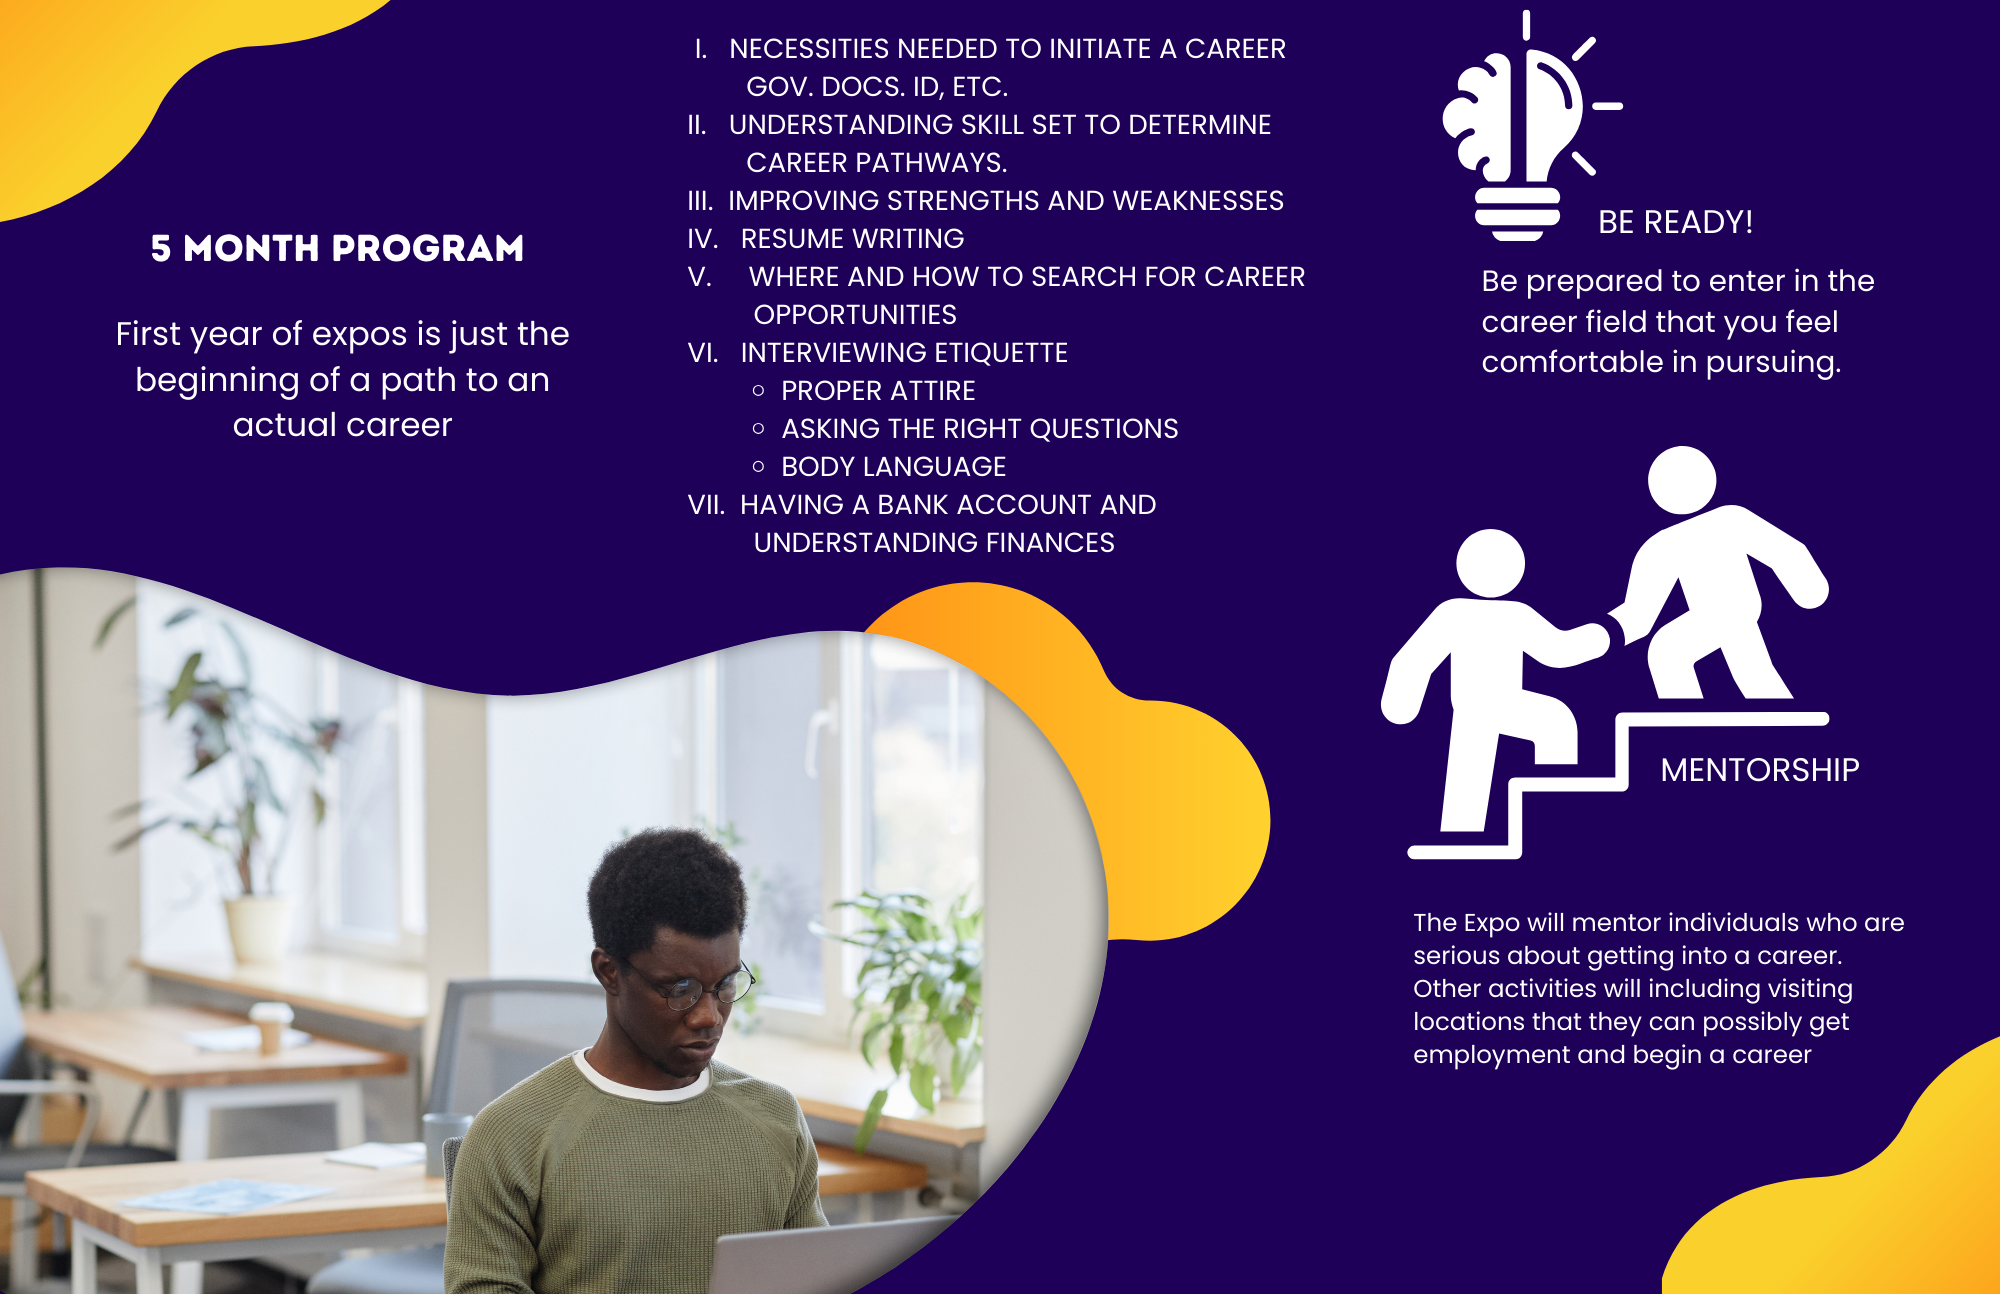 5 MONTH PROGRAM
First year of expos is just the
beginning of a path to an
actual career
I. NECESSITIES NEEDED TO INITIATE A CAREER
GOV. DOCS. ID, ETC.
II. UNDERSTANDING SKILL SET TO DETERMINE
CAREER PATHWAYS.
III. IMPROVING STRENGTHS AND WEAKNESSES
IV. RESUME WRITING
V. WHERE AND HOW TO SEARCH FOR CAREER
OPPORTUNITIES
VI. INTERVIEWING ETIQUETTE
○ PROPER ATTIRE
○ ASKING THE RIGHT QUESTIONS
○ BODY LANGUAGE
VII. HAVING A BANK ACCOUNT AND
UNDERSTANDING FINANCES
BE READY!
Be prepared to enter in the
career field that you feel
comfortable in pursuing.
MENTORSHIP
The Expo will mentor individuals who are
serious about getting into a career.
Other activities will including visiting
locations that they can possibly get
employment and begin a career